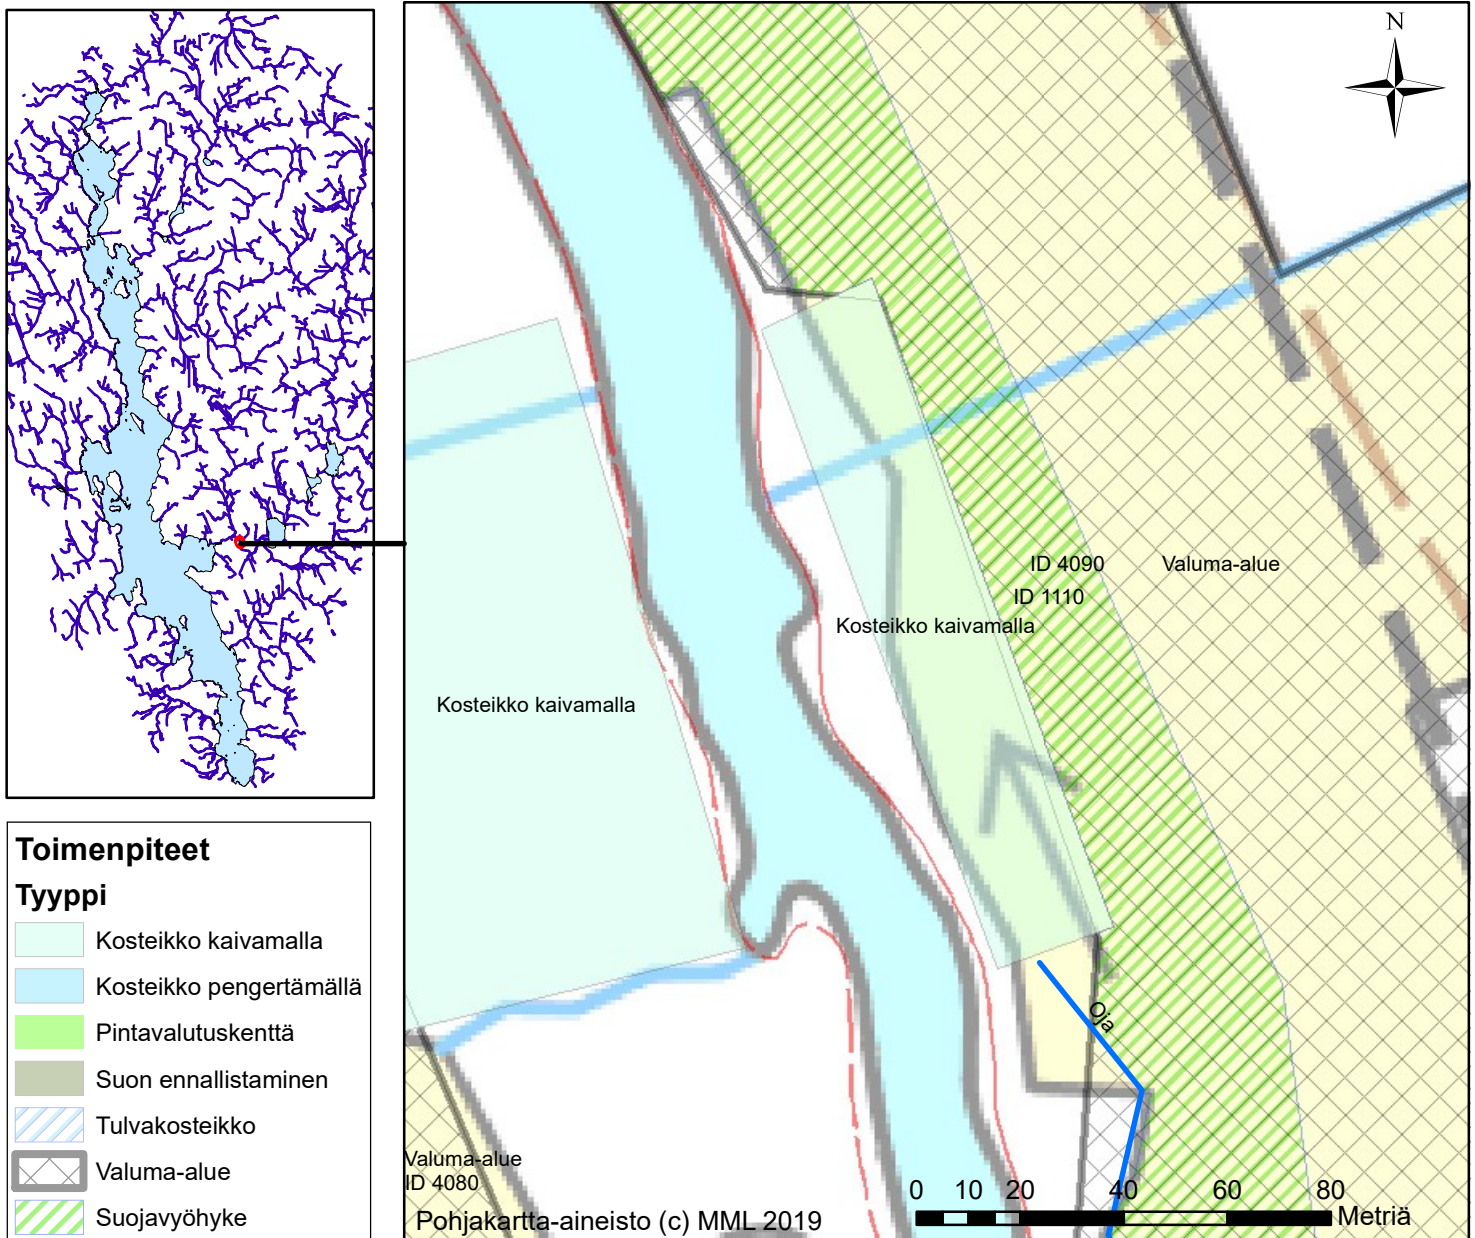 N
ID 4090
Valuma-alue
ID 1110
Kosteikko kaivamalla
Kosteikko kaivamalla
Oja
Valuma-alue
ID 4080
Pohjakartta-aineisto (c) MML 2019
0 10 20 40 60 80
Metriä
Toimenpiteet
Tyyppi
Kosteikko kaivamalla
Kosteikko pengertämällä
Pintavalutuskenttä
Suon ennallistaminen
Tulvakosteikko
Valuma-alue
Suojavyöhyke